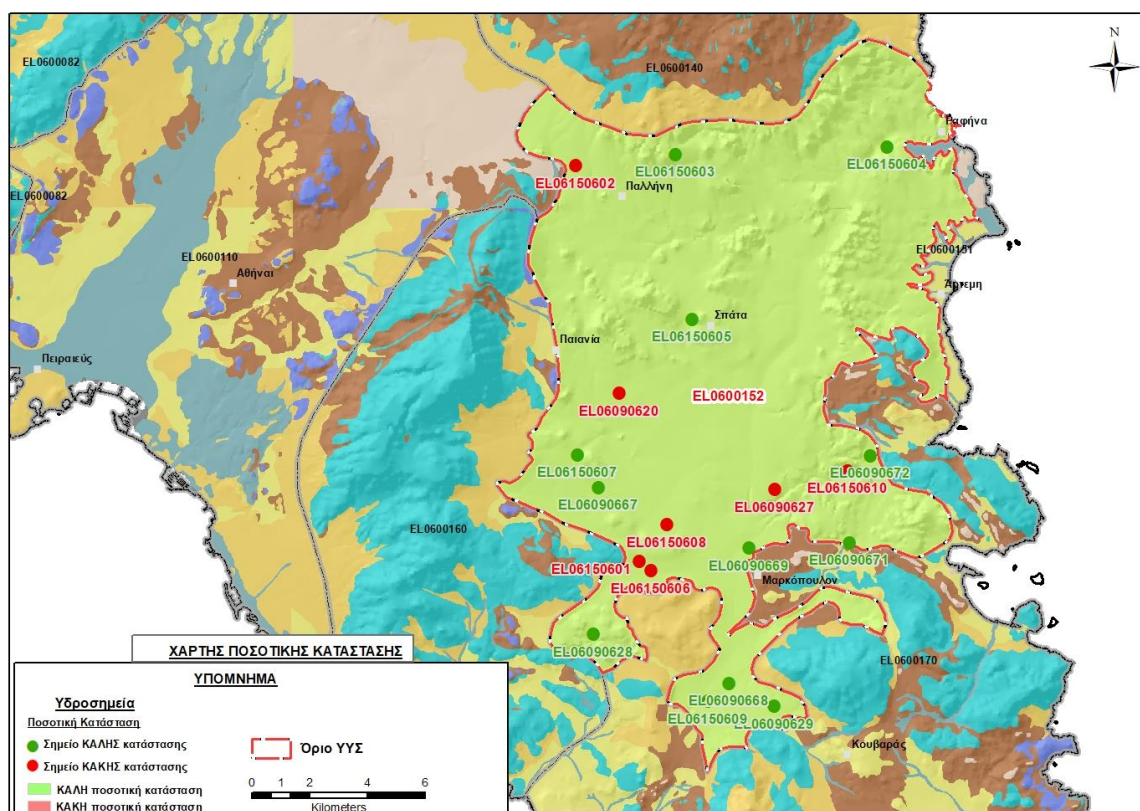 N
EL0600082
EL0600140
Ραφήνα
EL06150602
EL06150603
EL06150604
Παλλήνη
EL0600082
EL0600110
Αθήναι
EL0600151
Άρτεμη
Σπάτα
EL06150605
Παιανία
Πειραιεύς
EL06090620
EL0600152
EL06150607
EL06090672
EL06150610
EL06090667
EL06090627
EL0600160
EL06150608
EL06090669
EL06090671
EL06150601
EL06150606
Μαρκόπουλον
EL06090628
EL0600170
EL06090668
EL06150609
EL06090629
Κουβαράς
ΧΑΡΤΗΣ ΠΟΣΟΤΙΚΗΣ ΚΑΤΑΣΤΑΣΗΣ
ΥΠΟΜΝΗΜΑ
Υδροσημεία
Ποσοτική Κατάσταση
Σημείο ΚΑΛΗΣ κατάστασης
Σημείο ΚΑΚΗΣ κατάστασης
ΚΑΛΗ ποσοτική κατάσταση
ΚΑΚΗ ποσοτική κατάσταση
Όριο ΥΥΣ
0 1 2 4 6
Kilometers